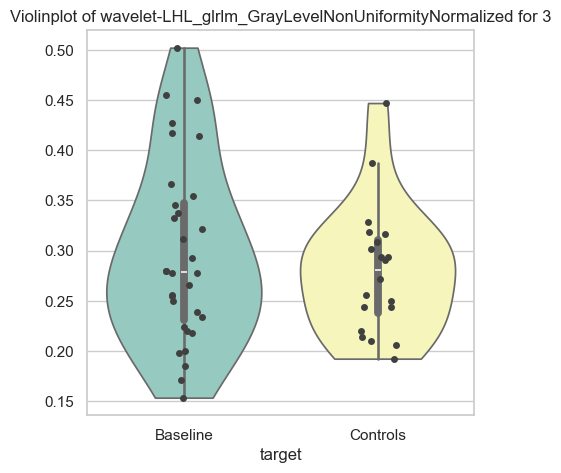 Violinplot of wavelet-LHL_glrlm_GrayLevelNonUniformityNormalized for 3
0.50
0.45
0.40
0.35
0.30
0.25
0.20
0.15
Baseline
Controls
target